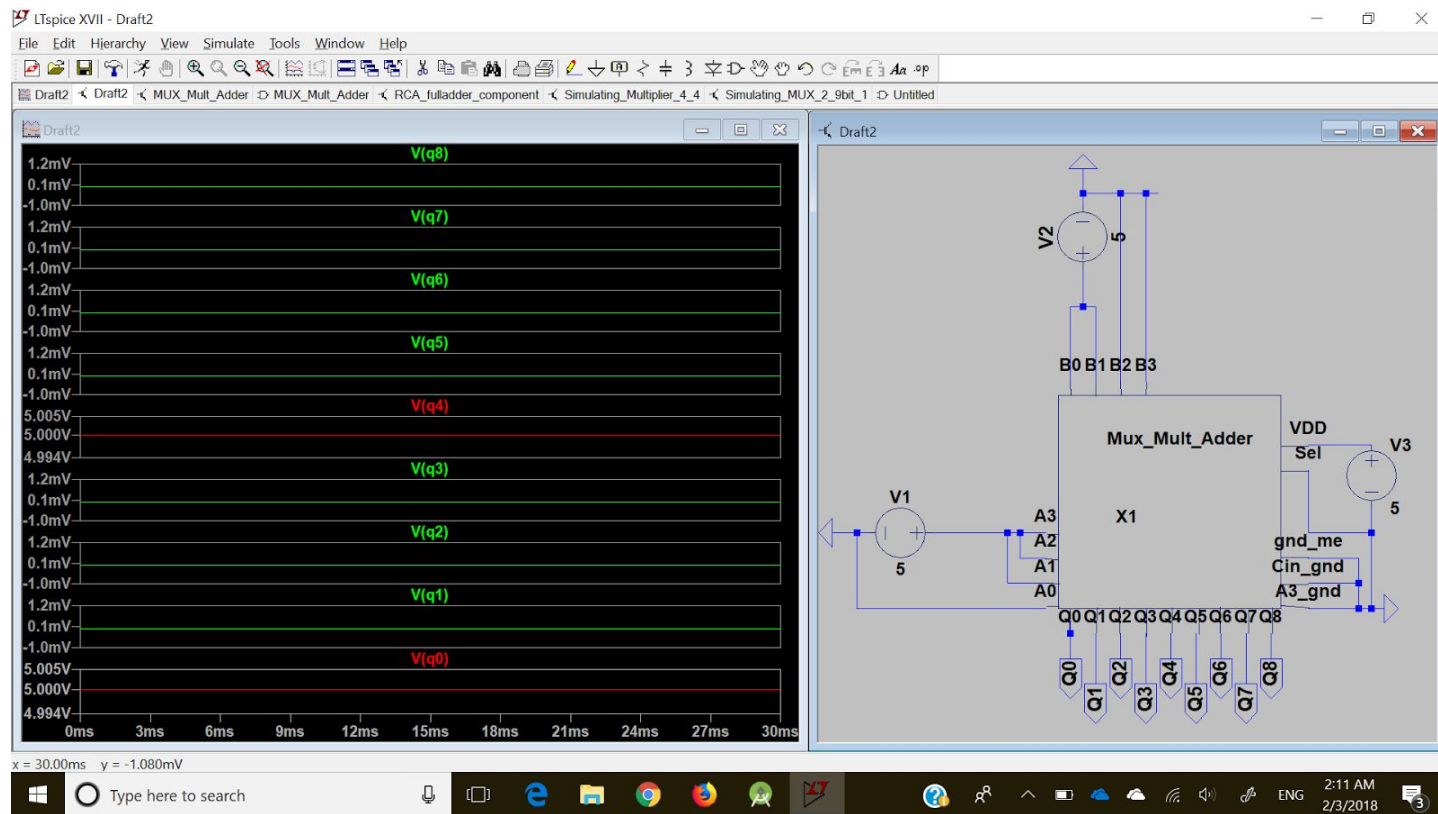 LTspice XVII - Draft2
File Edit Hierarchy View Simulate Tools Window Help
Aa .op
Draft2 Draft2 MUX_Mult_Adder MUX_Mult_Adder RCA_fulladder_component Simulating_Multiplier_4_4 Simulating_MUX_2_9bit_1 Untitled
Draft2
V(q8)
1.2mV
0.1mV
-1.0mV
V(q7)
1.2mV
0.1mV
-1.0mV
V(q6)
1.2mV
0.1mV
-1.0mV
V(q5)
1.2mV
0.1mV
-1.0mV
V(q4)
5.005V
5.000V
4.994V
V(q3)
1.2mV
0.1mV
-1.0mV
V(q2)
1.2mV
0.1mV
-1.0mV
V(q1)
1.2mV
0.1mV
-1.0mV
V(q0)
5.005V
5.000V
4.994V
0ms 3ms 6ms 9ms 12ms 15ms 18ms 21ms 24ms 27ms 30ms
Draft2
V2
5
B0 B1 B2 B3
Mux_Mult_Adder
VDD
Sel
V3
5
V1
5
A3
A2
A1
A0
X1
gnd_me
Cin_gnd
A3_gnd
Q0 Q1 Q2 Q3 Q4 Q5 Q6 Q7 Q8
Q0 Q1 Q2 Q3 Q4 Q5 Q6 Q7 Q8
x = 30.00ms y = -1.080mV
Type here to search
ENG
2:11 AM
2/3/2018
3